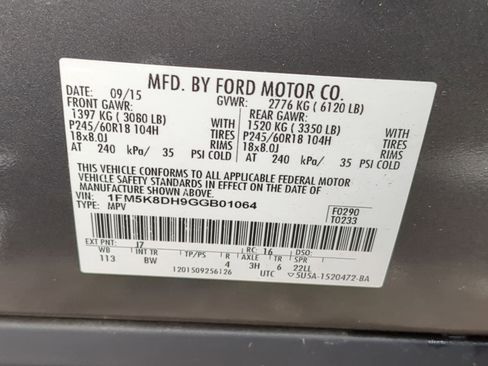 MFD. BY FORD MOTOR CO.
DATE: 09/15 GVWR: 2776 KG ( 6120 LB)
FRONT GAWR: REAR GAWR:
1397 KG ( 3080 LB) WITH 1520 KG ( 3350 LB) WITH
P245/60R18 104H TIRES P245/60R18 104H TIRES
18x8.0J RIMS 18x8.0J RIMS
AT 240 kPa/ 35 PSI COLD AT 240 kPa/ 35 PSI COLD
THIS VEHICLE CONFORMS TO ALL APPLICABLE FEDERAL MOTOR
VEHICLE SAFETY AND BUMPER STANDARDS IN EFFECT ON THE DATE OF MANUFACTURE SHOWN ABOVE.
VIN: 1FM5K8DH9GGB01064 F0290
TYPE: MPV T0233
EXT PNT: J7 RC: 16 DSO:
WB INT TR TP/PS R AXLE TR SPR
113 BW 4 3H 6 22LL
1201509256126 UTC 5U5A-1520472-BA